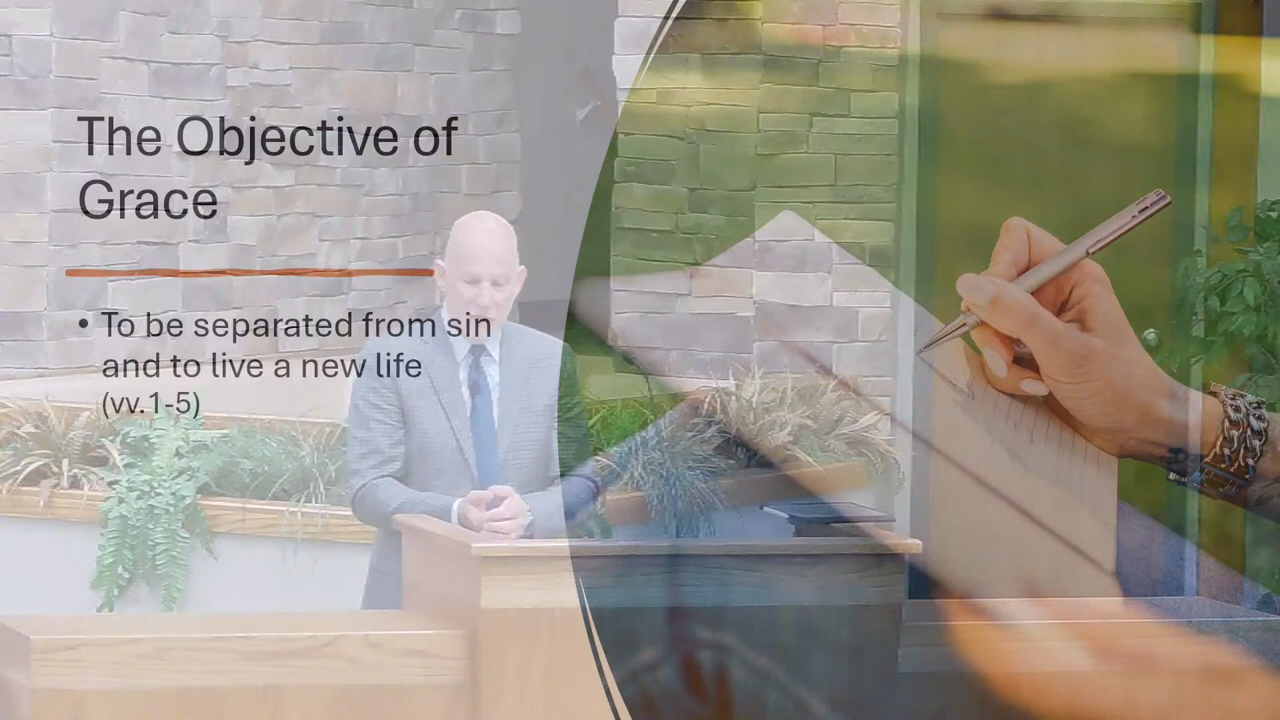 The Objective of
Grace
• To be separated from sin
and to live a new life
(vv.1-5)